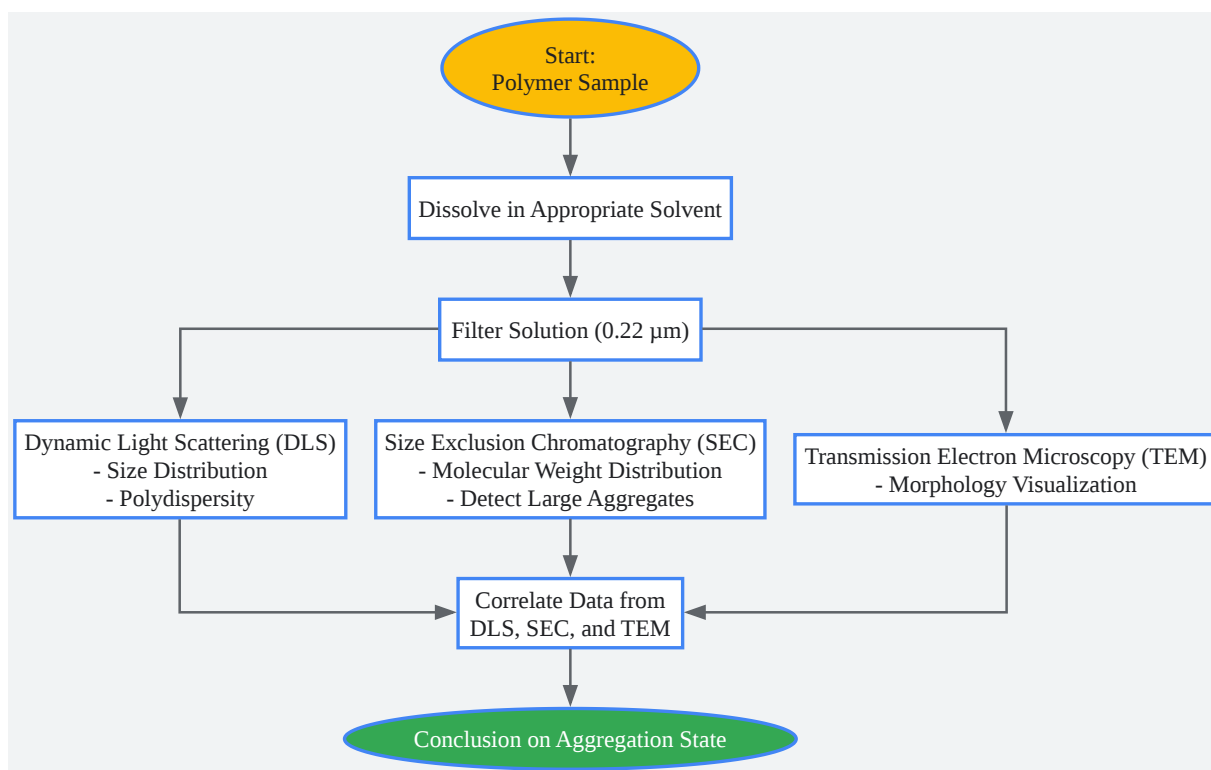 Start:
Polymer Sample
Dissolve in Appropriate Solvent
Filter Solution (0.22 µm)
Dynamic Light Scattering (DLS)
- Size Distribution
- Polydispersity
Size Exclusion Chromatography (SEC)
- Molecular Weight Distribution
- Detect Large Aggregates
Transmission Electron Microscopy (TEM)
- Morphology Visualization
Correlate Data from
DLS, SEC, and TEM
Conclusion on Aggregation State